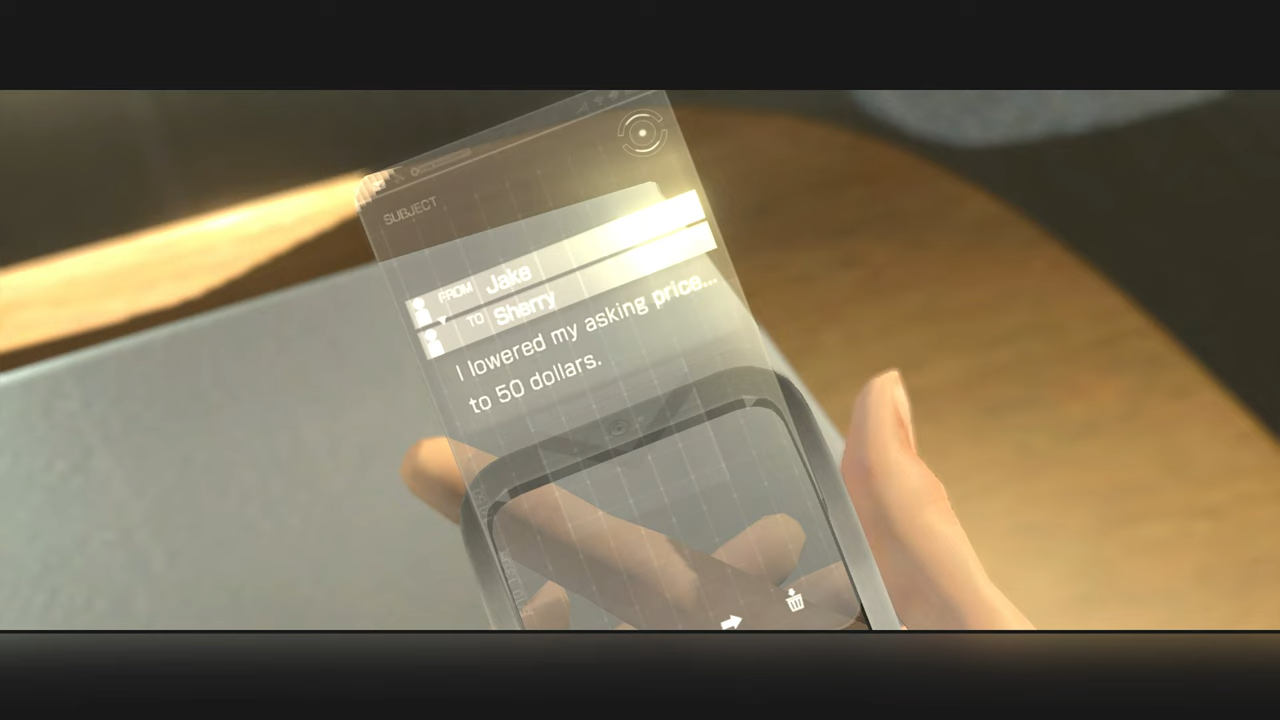 SUBJECT
FROM Jake
TO Sherry
I lowered my asking price...
to 50 dollars.